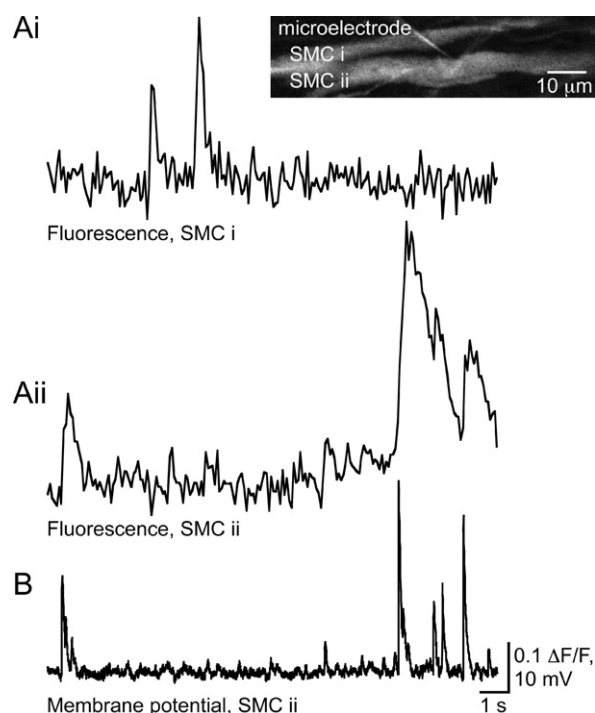 Ai
microelectrode
SMC i
SMC ii
10 μm
Fluorescence, SMC i
Aii
Fluorescence, SMC ii
B
0.1 ΔF/F,
10 mV
1 s
Membrane potential, SMC ii